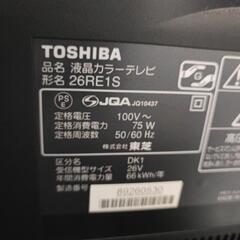 TOSHIBA
品名 液晶カラーテレビ
形名 26RE1S
PS
E
JQA JQ10437
定格電圧: 100V~
定格消費電力: 75 W
定格周波数: 50/60 Hz
株式会社 東芝
区分名: DK1
受信機型サイズ: 26V
年間消費電力量: 66kWh/年
製造番号: 89260530